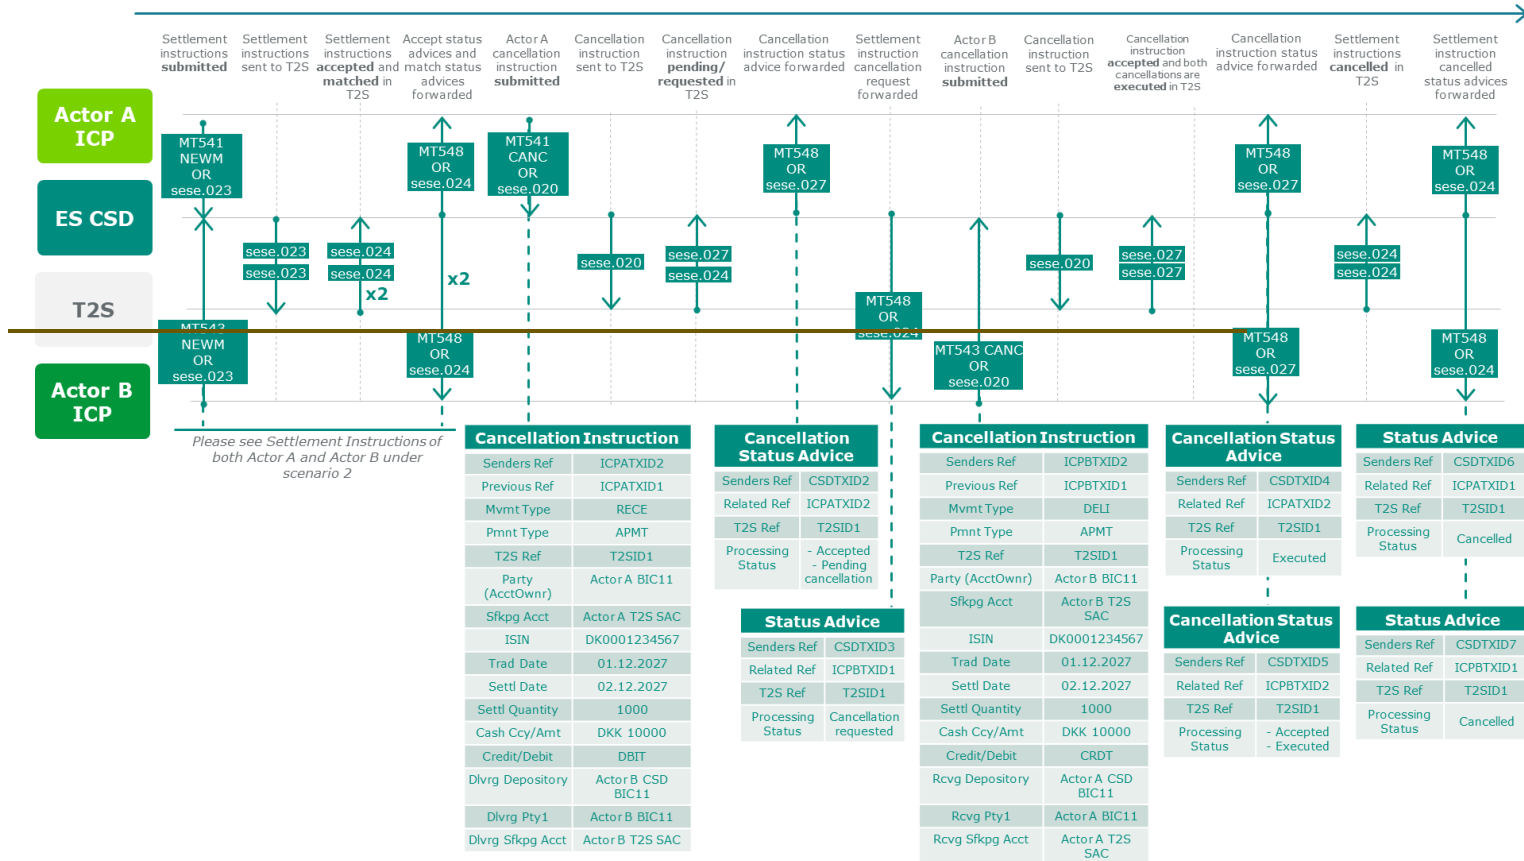 Settlement
instructions
submitted
Settlement
instructions
sent to T2S
Settlement
instructions
accepted and
matched in
T2S
Accept status
advices and
match status
advices
forwarded
Actor A
cancellation
instruction
submitted
Cancellation
instruction
sent to T2S
Cancellation
instruction
pending/
requested in
T2S
Cancellation
instruction status
advice forwarded
Settlement
instruction
cancellation
request
forwarded
Actor B
cancellation
instruction
submitted
Cancellation
instruction
sent to T2S
Cancellation
instruction
accepted and both
cancellations are
executed in T2S
Cancellation
instruction status
advice forwarded
Settlement
instructions
cancelled in
T2S
Settlement
instruction
cancelled
status advices
forwarded
Actor A
ICP
MT541
NEWM
OR
sese.023
MT548
OR
sese.024
MT541
CANC
OR
sese.020
MT548
OR
sese.027
MT548
OR
sese.027
MT548
OR
sese.024
ES CSD
sese.023
sese.023
sese.024
sese.024
x2
x2
sese.020
sese.027
sese.024
sese.020
sese.027
sese.027
sese.024
sese.024
T2S
MT543
NEWM
OR
sese.023
MT548
OR
sese.024
MT548
OR
sese.024
MT543 CANC
OR
sese.020
MT548
OR
sese.027
MT548
OR
sese.024
Actor B
ICP
Please see Settlement Instructions of
both Actor A and Actor B under
scenario 2
Cancellation Instruction
Senders Ref ICPATXID2
Previous Ref ICPATXID1
Mvmt Type RECE
Pmnt Type APMT
T2S Ref T2SID1
Party
(AcctOwnr) Actor A BIC11
Sfkpg Acct Actor A T2S SAC
ISIN DK0001234567
Trad Date 01.12.2027
Settl Date 02.12.2027
Settl Quantity 1000
Cash Ccy/Amt DKK 10000
Credit/Debit DBIT
Dlvrg Depository Actor B CSD
BIC11
Dlvrg Pty1 Actor B BIC11
Dlvrg Sfkpg Acct Actor B T2S SAC
Cancellation
Status Advice
Senders Ref CSDTXID2
Related Ref ICPATXID2
T2S Ref T2SID1
Processing
Status - Accepted
- Pending
cancellation
Status Advice
Senders Ref CSDTXID3
Related Ref ICPBTXID1
T2S Ref T2SID1
Processing
Status Cancellation
requested
Cancellation Instruction
Senders Ref ICPBTXID2
Previous Ref ICPBTXID1
Mvmt Type DELI
Pmnt Type APMT
T2S Ref T2SID1
Party (AcctOwnr) Actor B BIC11
Sfkpg Acct Actor B T2S
SAC
ISIN DK0001234567
Trad Date 01.12.2027
Settl Date 02.12.2027
Settl Quantity 1000
Cash Ccy/Amt DKK 10000
Credit/Debit CRDT
Rcvg Depository Actor A CSD
BIC11
Rcvg Pty1 Actor A BIC11
Rcvg Sfkpg Acct Actor A T2S
SAC
Cancellation Status
Advice
Senders Ref CSDTXID4
Related Ref ICPATXID2
T2S Ref T2SID1
Processing
Status Executed
Cancellation Status
Advice
Senders Ref CSDTXID5
Related Ref ICPBTXID2
T2S Ref T2SID1
Processing
Status - Accepted
- Executed
Status Advice
Senders Ref CSDTXID6
Related Ref ICPATXID1
T2S Ref T2SID1
Processing
Status Cancelled
Status Advice
Senders Ref CSDTXID7
Related Ref ICPBTXID1
T2S Ref T2SID1
Processing
Status Cancelled